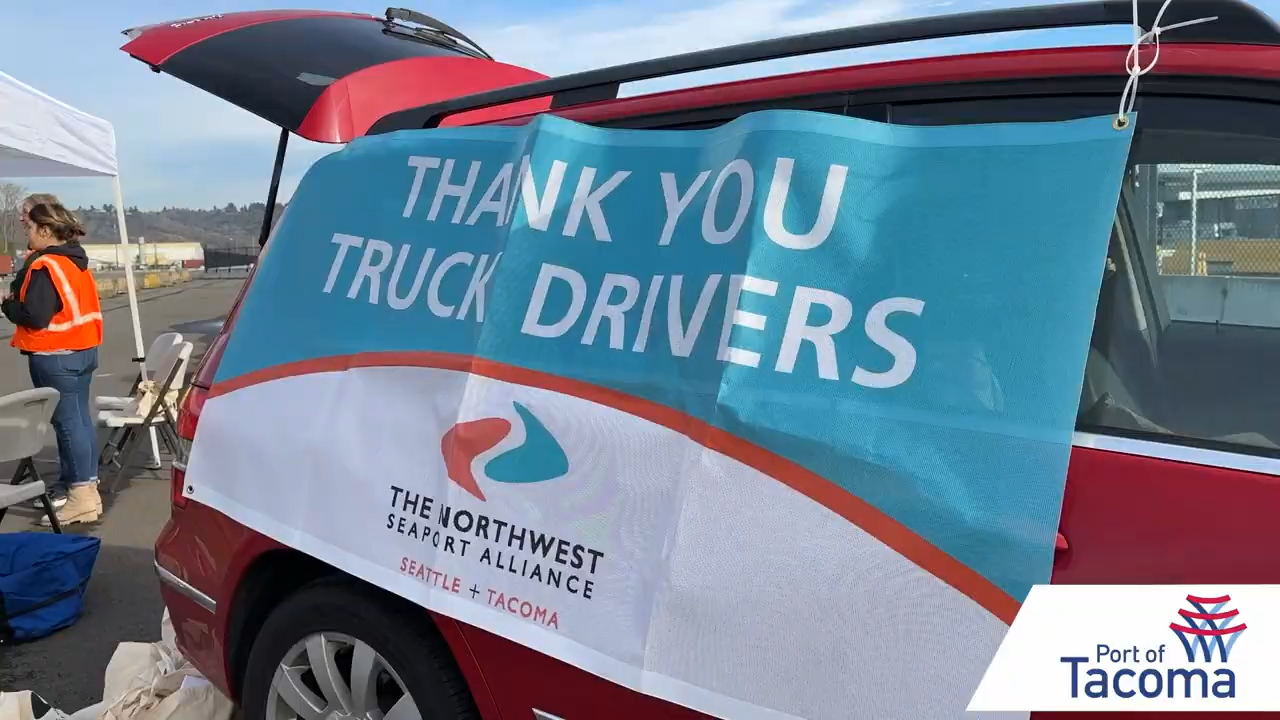 THANK YOU
TRUCK DRIVERS
THE NORTHWEST
SEAPORT ALLIANCE
SEATTLE + TACOMA
Port of
Tacoma